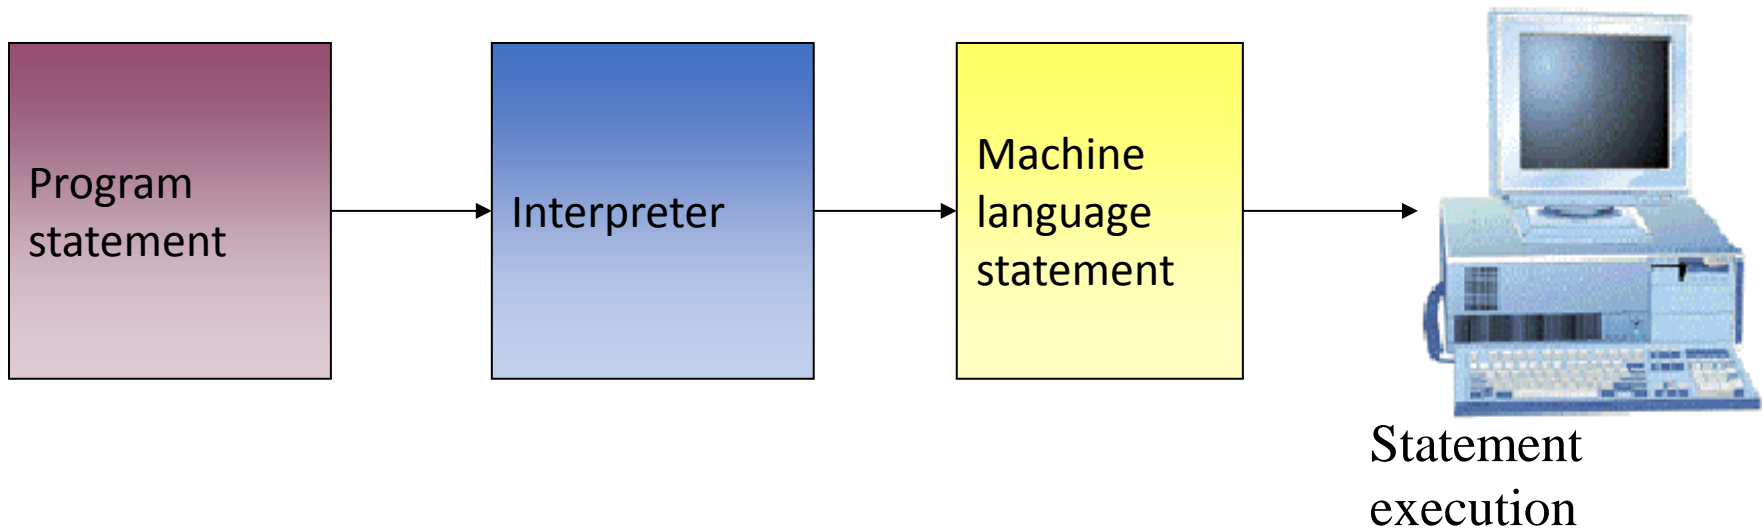 Program
statement
Interpreter
Machine
language
statement
Statement
execution